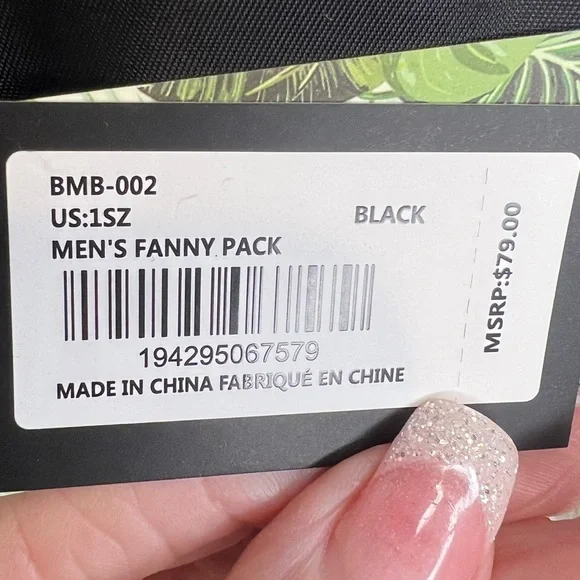 BMB-002
US:1SZ BLACK
MEN'S FANNY PACK
194295067579
MADE IN CHINA FABRIQUÉ EN CHINE
MSRP:$79.00